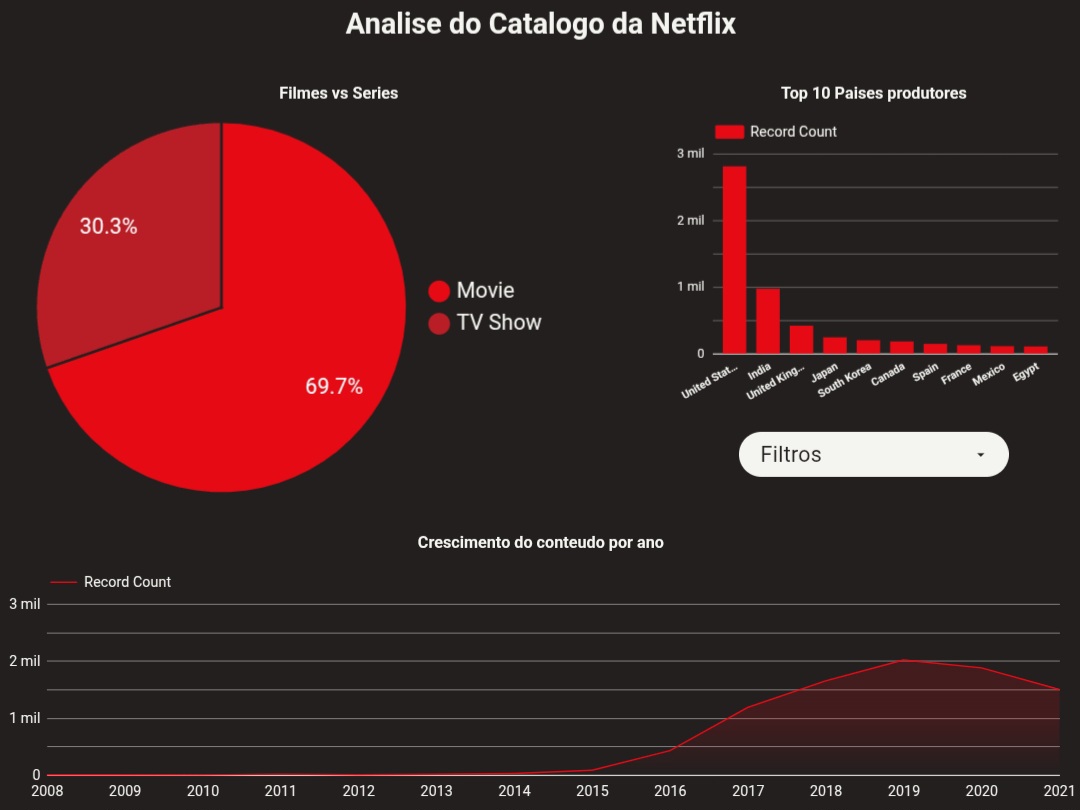 Analise do Catalogo da Netflix
Filmes vs Series
30.3%
69.7%
Movie
TV Show
Top 10 Paises produtores
Record Count
3 mil
2 mil
1 mil
0
United Stat...
India
United King...
Japan
South Korea
Canada
Spain
France
Mexico
Egypt
Filtros
Crescimento do conteudo por ano
Record Count
3 mil
2 mil
1 mil
0
2008 2009 2010 2011 2012 2013 2014 2015 2016 2017 2018 2019 2020 2021